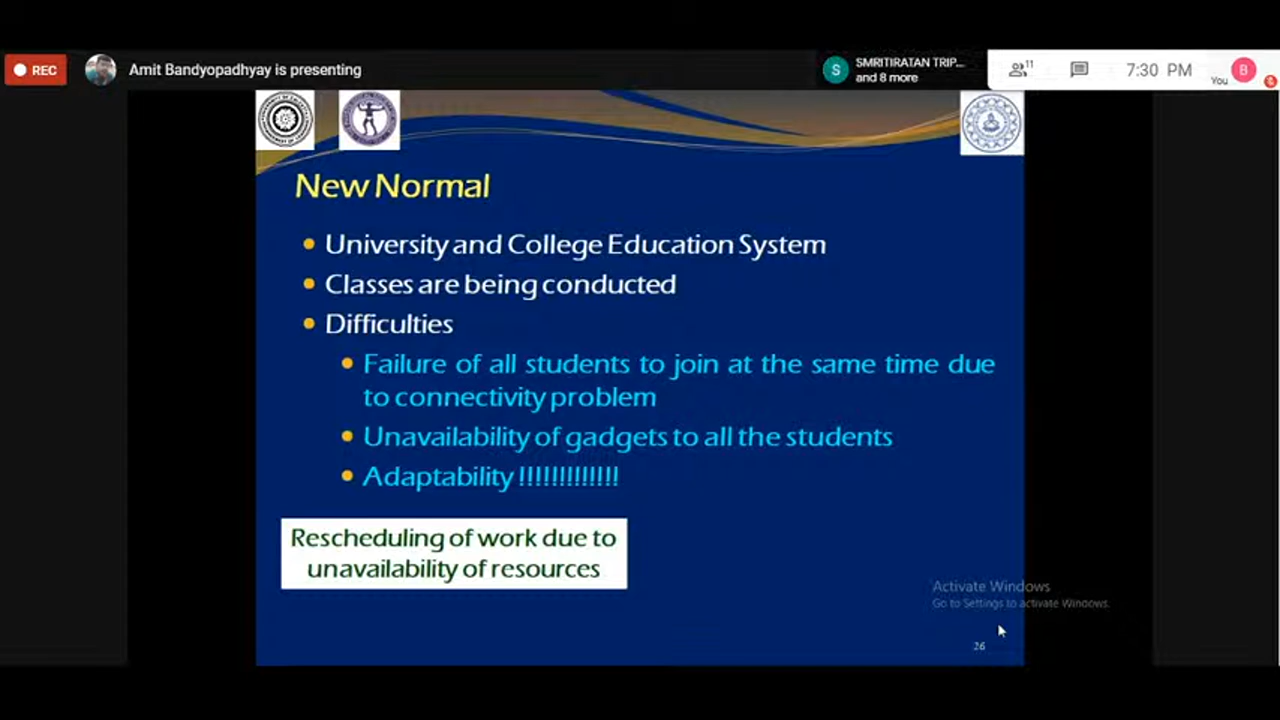 REC
Amit Bandyopadhyay is presenting
S
SMRITIRATAN TRIP...
and 8 more
11
7:30 PM
You
B
New Normal
• University and College Education System
• Classes are being conducted
• Difficulties
• Failure of all students to join at the same time due
to connectivity problem
• Unavailability of gadgets to all the students
• Adaptability !!!!!!!!!!!!!
Rescheduling of work due to
unavailability of resources
Activate Windows
Go to Settings to activate Windows.
26